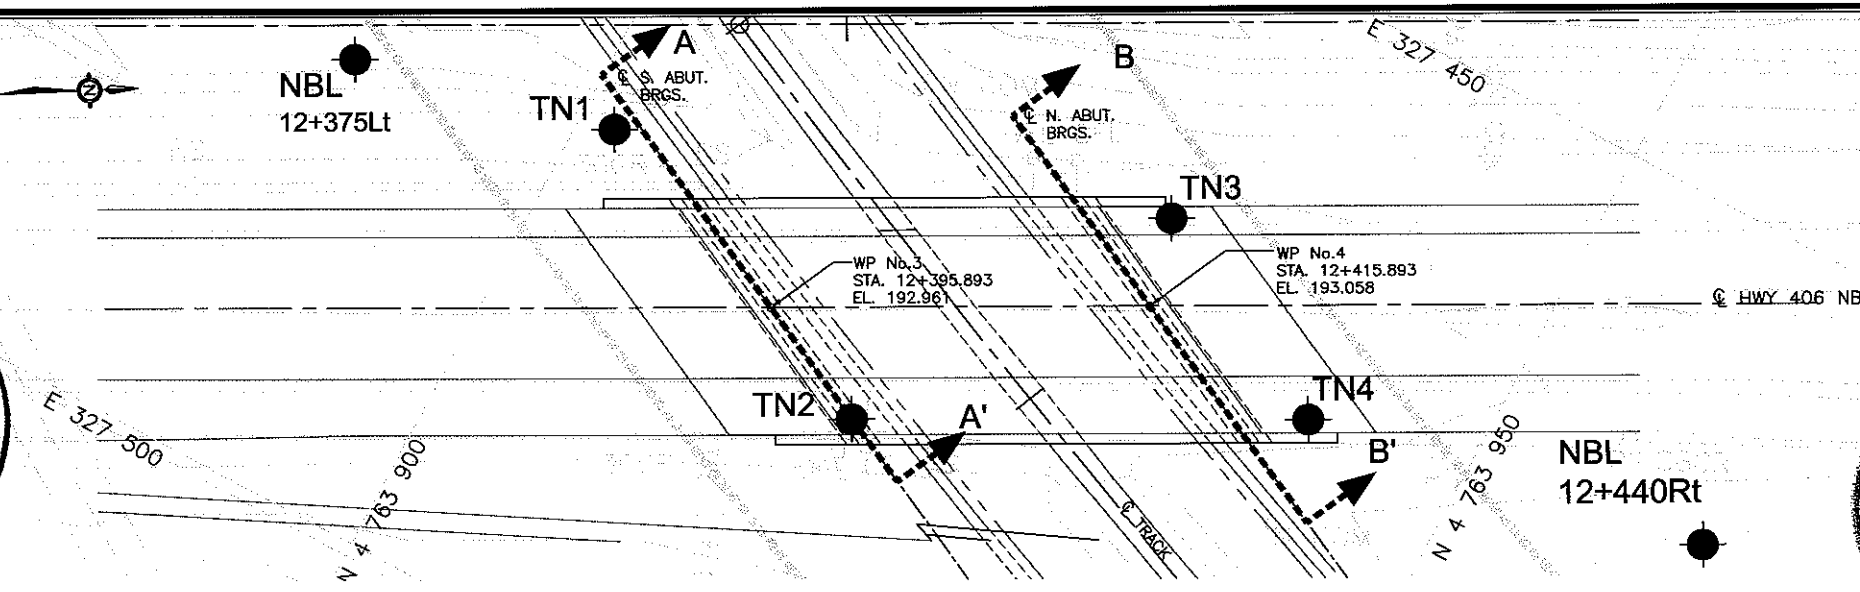 A
B
E 327 450
NBL
12+375Lt
℄ S. ABUT.
BRGS.
TN1
℄ N. ABUT.
BRGS.
TN3
WP No.3
STA. 12+395.893
EL. 192.961
WP No.4
STA. 12+415.893
EL. 193.058
℄ HWY 406 NB
TN2
A'
TN4
E 327 500
N 4 763 900
B'
N 4 763 950
NBL
12+440Rt
℄ TRACK
Z